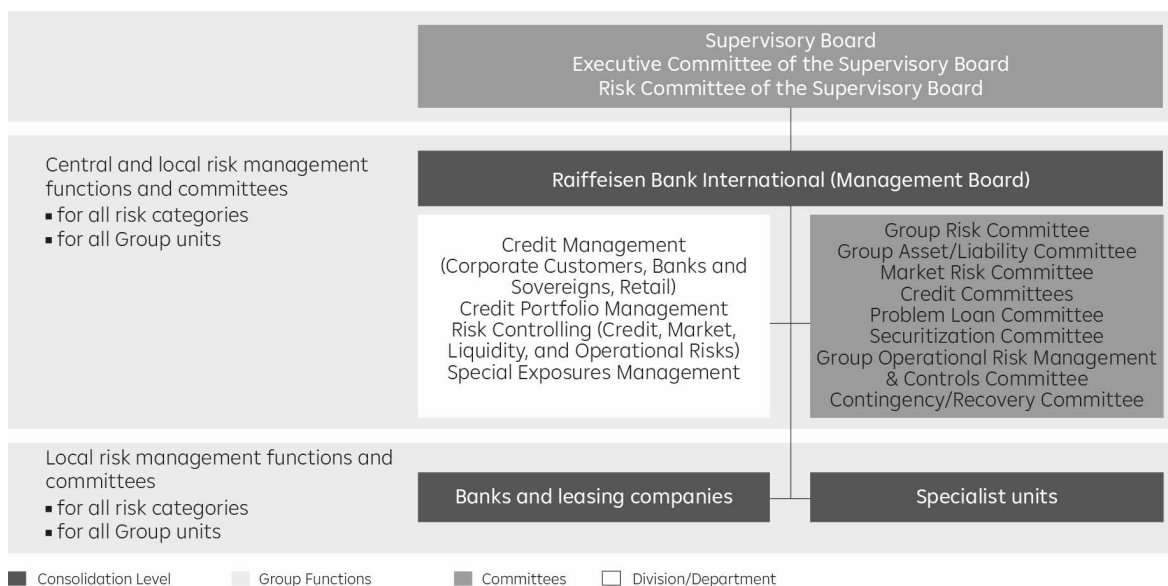 Supervisory Board
Executive Committee of the Supervisory Board
Risk Committee of the Supervisory Board
Central and local risk management
functions and committees
▪ for all risk categories
▪ for all Group units
Raiffeisen Bank International (Management Board)
Credit Management
(Corporate Customers, Banks and
Sovereigns, Retail)
Credit Portfolio Management
Risk Controlling (Credit, Market,
Liquidity, and Operational Risks)
Special Exposures Management
Group Risk Committee
Group Asset/Liability Committee
Market Risk Committee
Credit Committees
Problem Loan Committee
Securitization Committee
Group Operational Risk Management
& Controls Committee
Contingency/Recovery Committee
Local risk management functions and
committees
▪ for all risk categories
▪ for all Group units
Banks and leasing companies
Specialist units
Consolidation Level
Group Functions
Committees
Division/Department